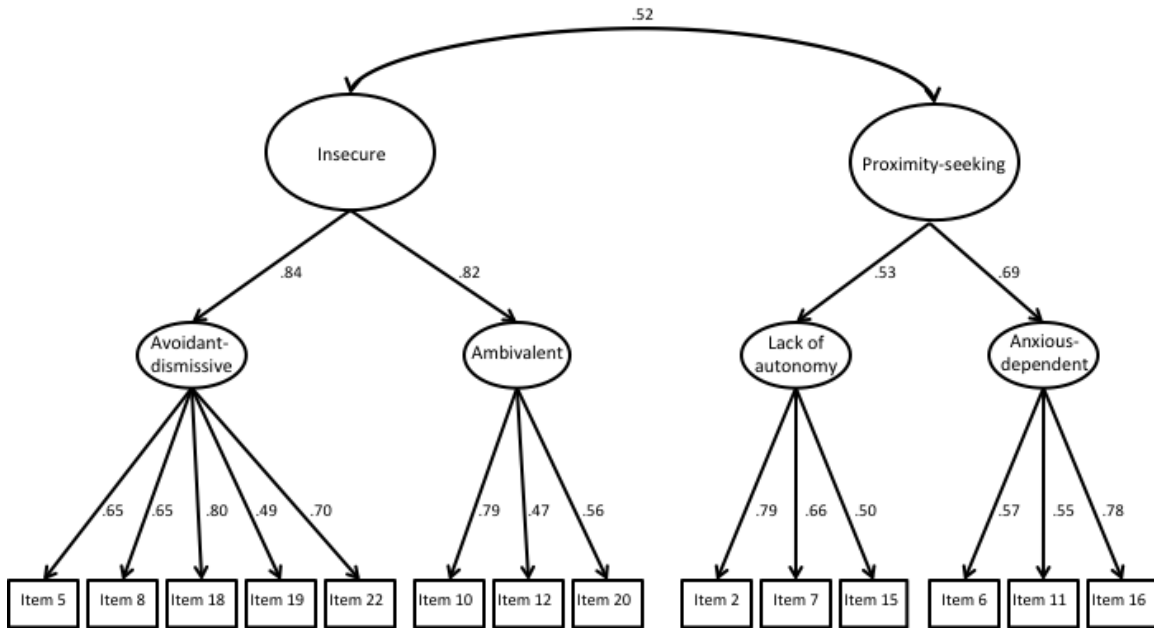 .52
Insecure
Proximity-seeking
.84
.82
.53
.69
Avoidant-
dismissive
Ambivalent
Lack of
autonomy
Anxious-
dependent
.65
.65
.80
.49
.70
.79
.47
.56
.79
.66
.50
.57
.55
.78
Item 5
Item 8
Item 18
Item 19
Item 22
Item 10
Item 12
Item 20
Item 2
Item 7
Item 15
Item 6
Item 11
Item 16